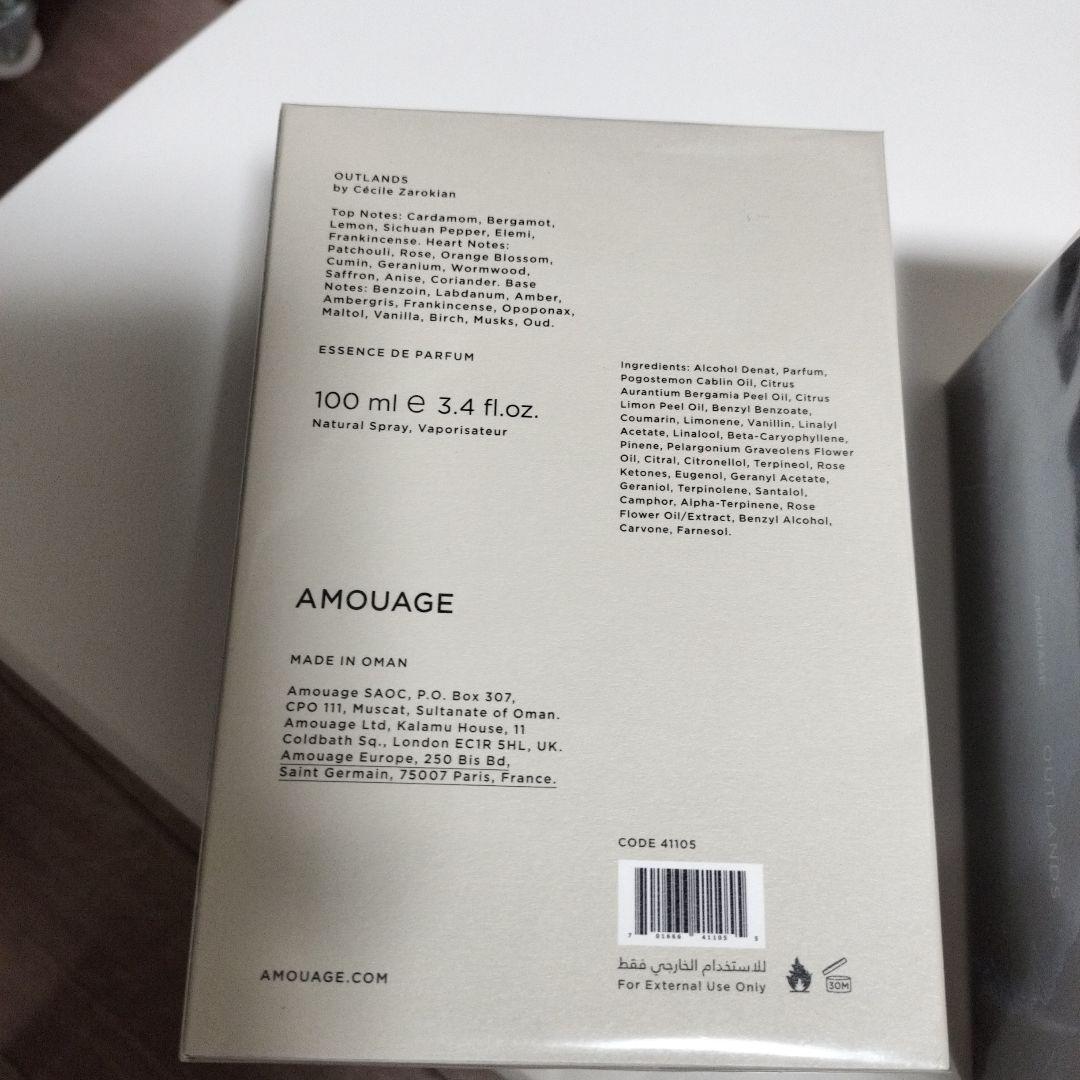 OUTLANDS
by Cécile Zarokian
Top Notes: Cardamom, Bergamot,
Lemon, Sichuan Pepper, Elemi,
Frankincense. Heart Notes:
Patchouli, Rose, Orange Blossom,
Cumin, Geranium, Wormwood,
Saffron, Anise, Coriander. Base
Notes: Benzoin, Labdanum, Amber,
Ambergris, Frankincense, Opoponax,
Maltol, Vanilla, Birch, Musks, Oud.
ESSENCE DE PARFUM
100 ml ℮ 3.4 fl.oz.
Natural Spray, Vaporisateur
Ingredients: Alcohol Denat, Parfum,
Pogostemon Cablin Oil, Citrus
Aurantium Bergamia Peel Oil, Citrus
Limon Peel Oil, Benzyl Benzoate,
Coumarin, Limonene, Vanillin, Linalyl
Acetate, Linalool, Beta-Caryophyllene,
Pinene, Pelargonium Graveolens Flower
Oil, Citral, Citronellol, Terpineol, Rose
Ketones, Eugenol, Geranyl Acetate,
Geraniol, Terpinolene, Santalol,
Camphor, Alpha-Terpinene, Rose
Flower Oil/Extract, Benzyl Alcohol,
Carvone, Farnesol.
AMOUAGE
MADE IN OMAN
Amouage SAOC, P.O. Box 307,
CPO 111, Muscat, Sultanate of Oman.
Amouage Ltd, Kalamu House, 11
Coldbath Sq., London EC1R 5HL, UK.
Amouage Europe, 250 Bis Bd,
Saint Germain, 75007 Paris, France.
CODE 41105
7 01666 41105 5
للاستخدام الخارجي فقط
For External Use Only
30M
AMOUAGE.COM
AMOUAGE
OUTLANDS